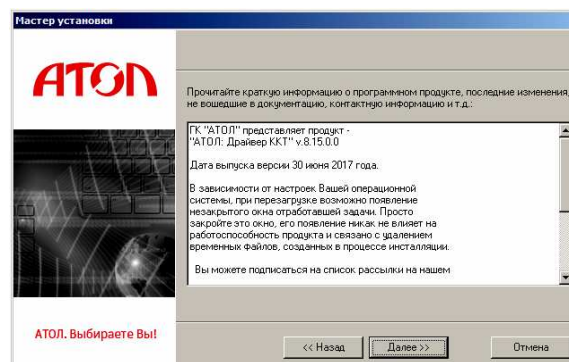 Мастер установки
АТОЛ
Прочитайте краткую информацию о программном продукте, последние изменения,
не вошедшие в документацию, контактную информацию и т.д.:
ГК "АТОЛ" представляет продукт -
"АТОЛ: Драйвер ККТ" v.8.15.0.0
Дата выпуска версии 30 июня 2017 года.
В зависимости от настроек Вашей операционной
системы, при перезагрузке возможно появление
незакрытого окна отработавшей задачи. Просто
закройте это окно, его появление никак не влияет на
работоспособность продукта и связано с удалением
временных файлов, созданных в процессе инсталляции.
Вы можете подписаться на список рассылки на нашем
АТОЛ. Выбираете Вы!
<< Назад
Далее >>
Отмена